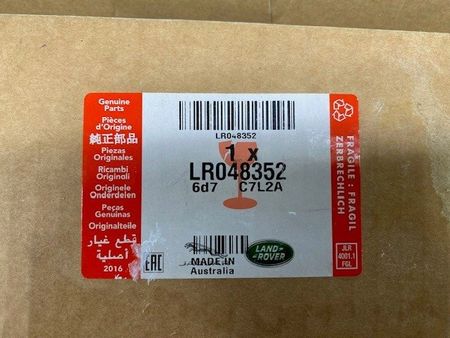 Genuine
Parts
Pièces
d'Origine
純正部品
Piezas
Originales
Ricambi
Originali
Originele
Onderdelen
Peças
Genuínas
Originalteile
قطع غيار
أصلية
2016
EAC
LR048352
1 x
LR048352
6d7 C7L2A
MADE IN
Australia
LAND-
ROVER
FRAGILE : FRAGIL
ZERBRECHLICH
JLR
4001.1
FGL